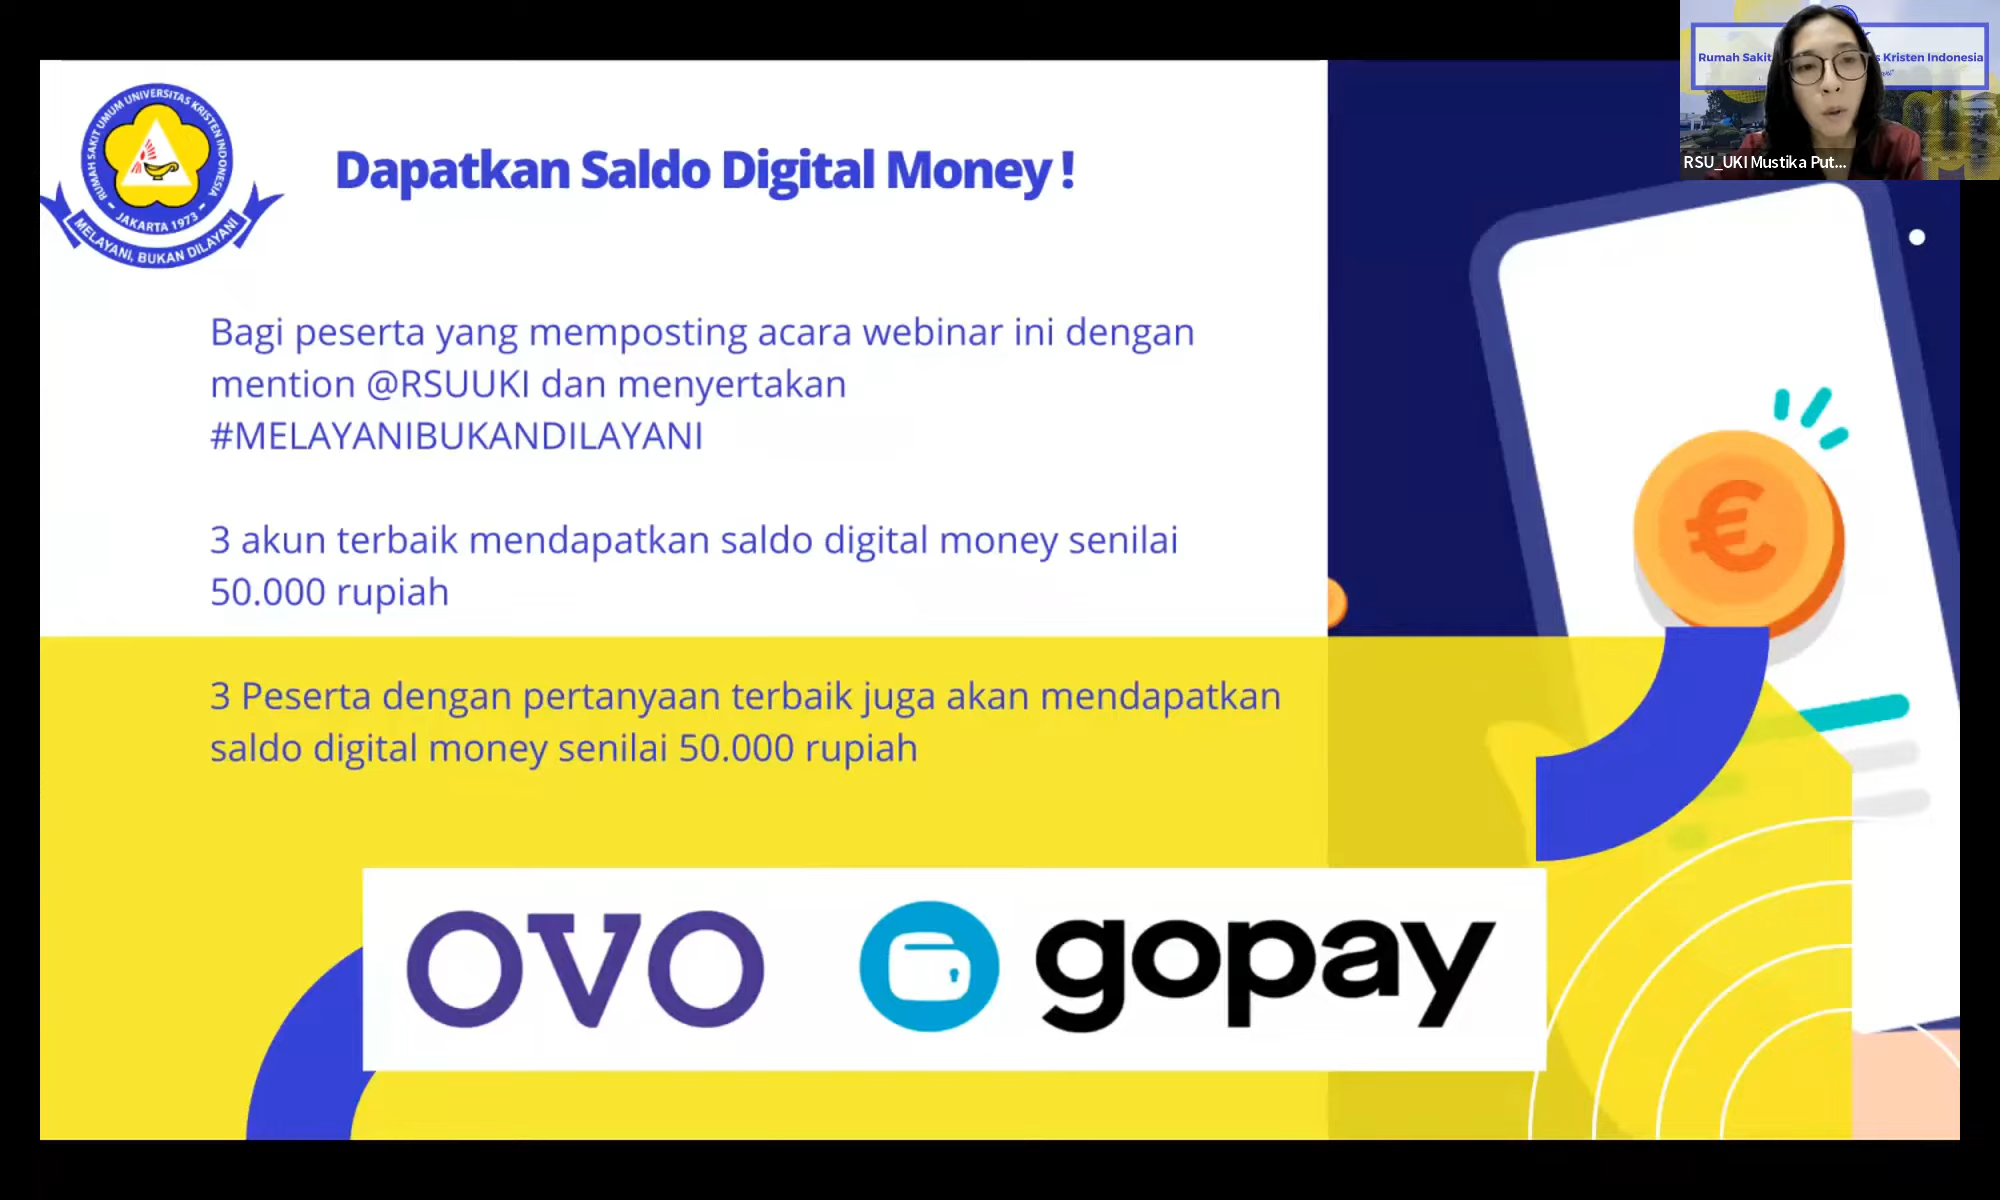 RUMAH SAKIT UMUM UNIVERSITAS KRISTEN INDONESIA
- JAKARTA 1973 -
MELAYANI, BUKAN DILAYANI
Dapatkan Saldo Digital Money !
Bagi peserta yang memposting acara webinar ini dengan
mention @RSUUKI dan menyertakan
#MELAYANIBUKANDILAYANI
3 akun terbaik mendapatkan saldo digital money senilai
50.000 rupiah
3 Peserta dengan pertanyaan terbaik juga akan mendapatkan
saldo digital money senilai 50.000 rupiah
OVO
gopay
€
Rumah Sakit Kristen Indonesia
RSU_UKI Mustika Put...